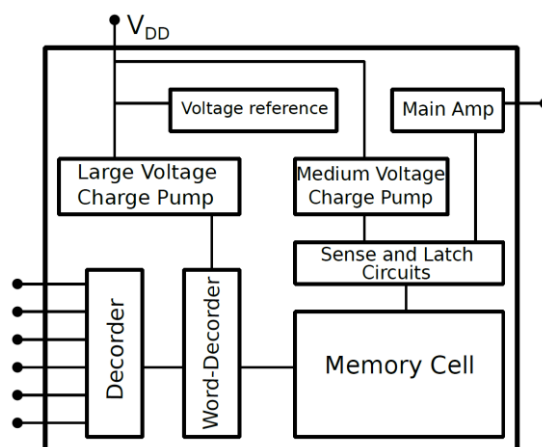 VDD
Voltage reference
Main Amp
Large Voltage
Charge Pump
Medium Voltage
Charge Pump
Sense and Latch
Circuits
Decorder
Word-Decorder
Memory Cell